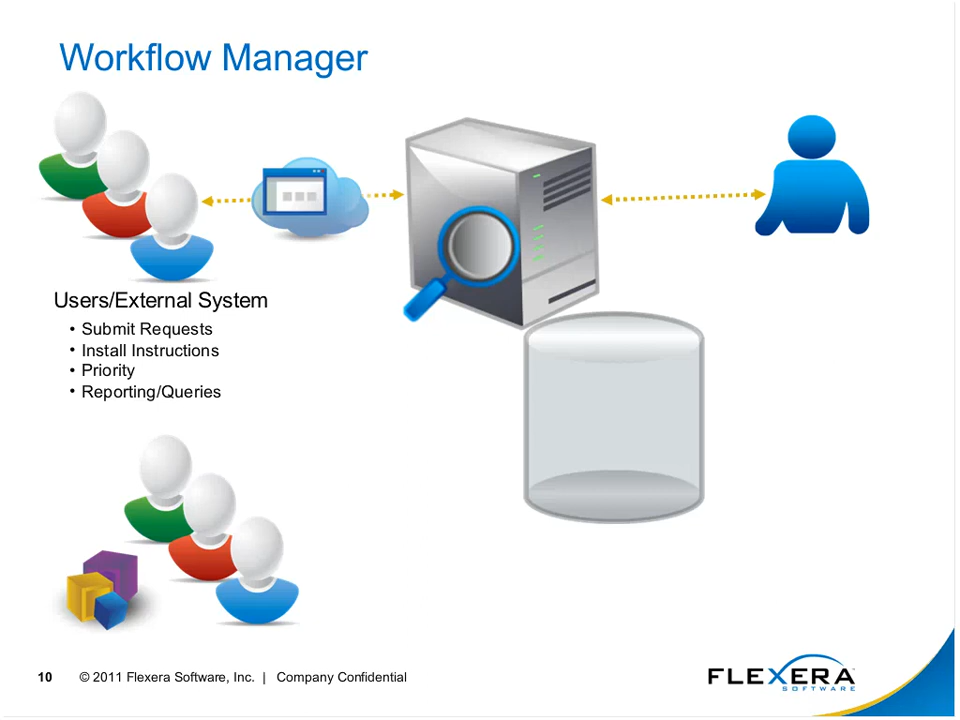 Workflow Manager
Users/External System
• Submit Requests
• Install Instructions
• Priority
• Reporting/Queries
10 © 2011 Flexera Software, Inc. | Company Confidential
FLEXERA
SOFTWARE